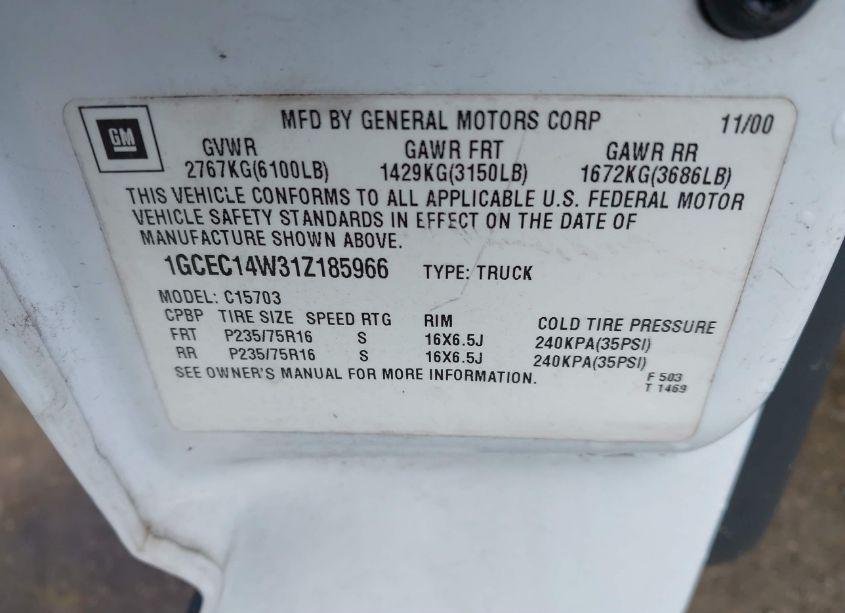 GM
MFD BY GENERAL MOTORS CORP 11/00
GVWR GAWR FRT GAWR RR
2767KG(6100LB) 1429KG(3150LB) 1672KG(3686LB)
THIS VEHICLE CONFORMS TO ALL APPLICABLE U.S. FEDERAL MOTOR
VEHICLE SAFETY STANDARDS IN EFFECT ON THE DATE OF
MANUFACTURE SHOWN ABOVE.
1GCEC14W31Z185966 TYPE: TRUCK
MODEL: C15703
CPBP TIRE SIZE SPEED RTG RIM COLD TIRE PRESSURE
FRT P235/75R16 S 16X6.5J 240KPA(35PSI)
RR P235/75R16 S 16X6.5J 240KPA(35PSI)
SEE OWNER'S MANUAL FOR MORE INFORMATION.
F 503
T 1469